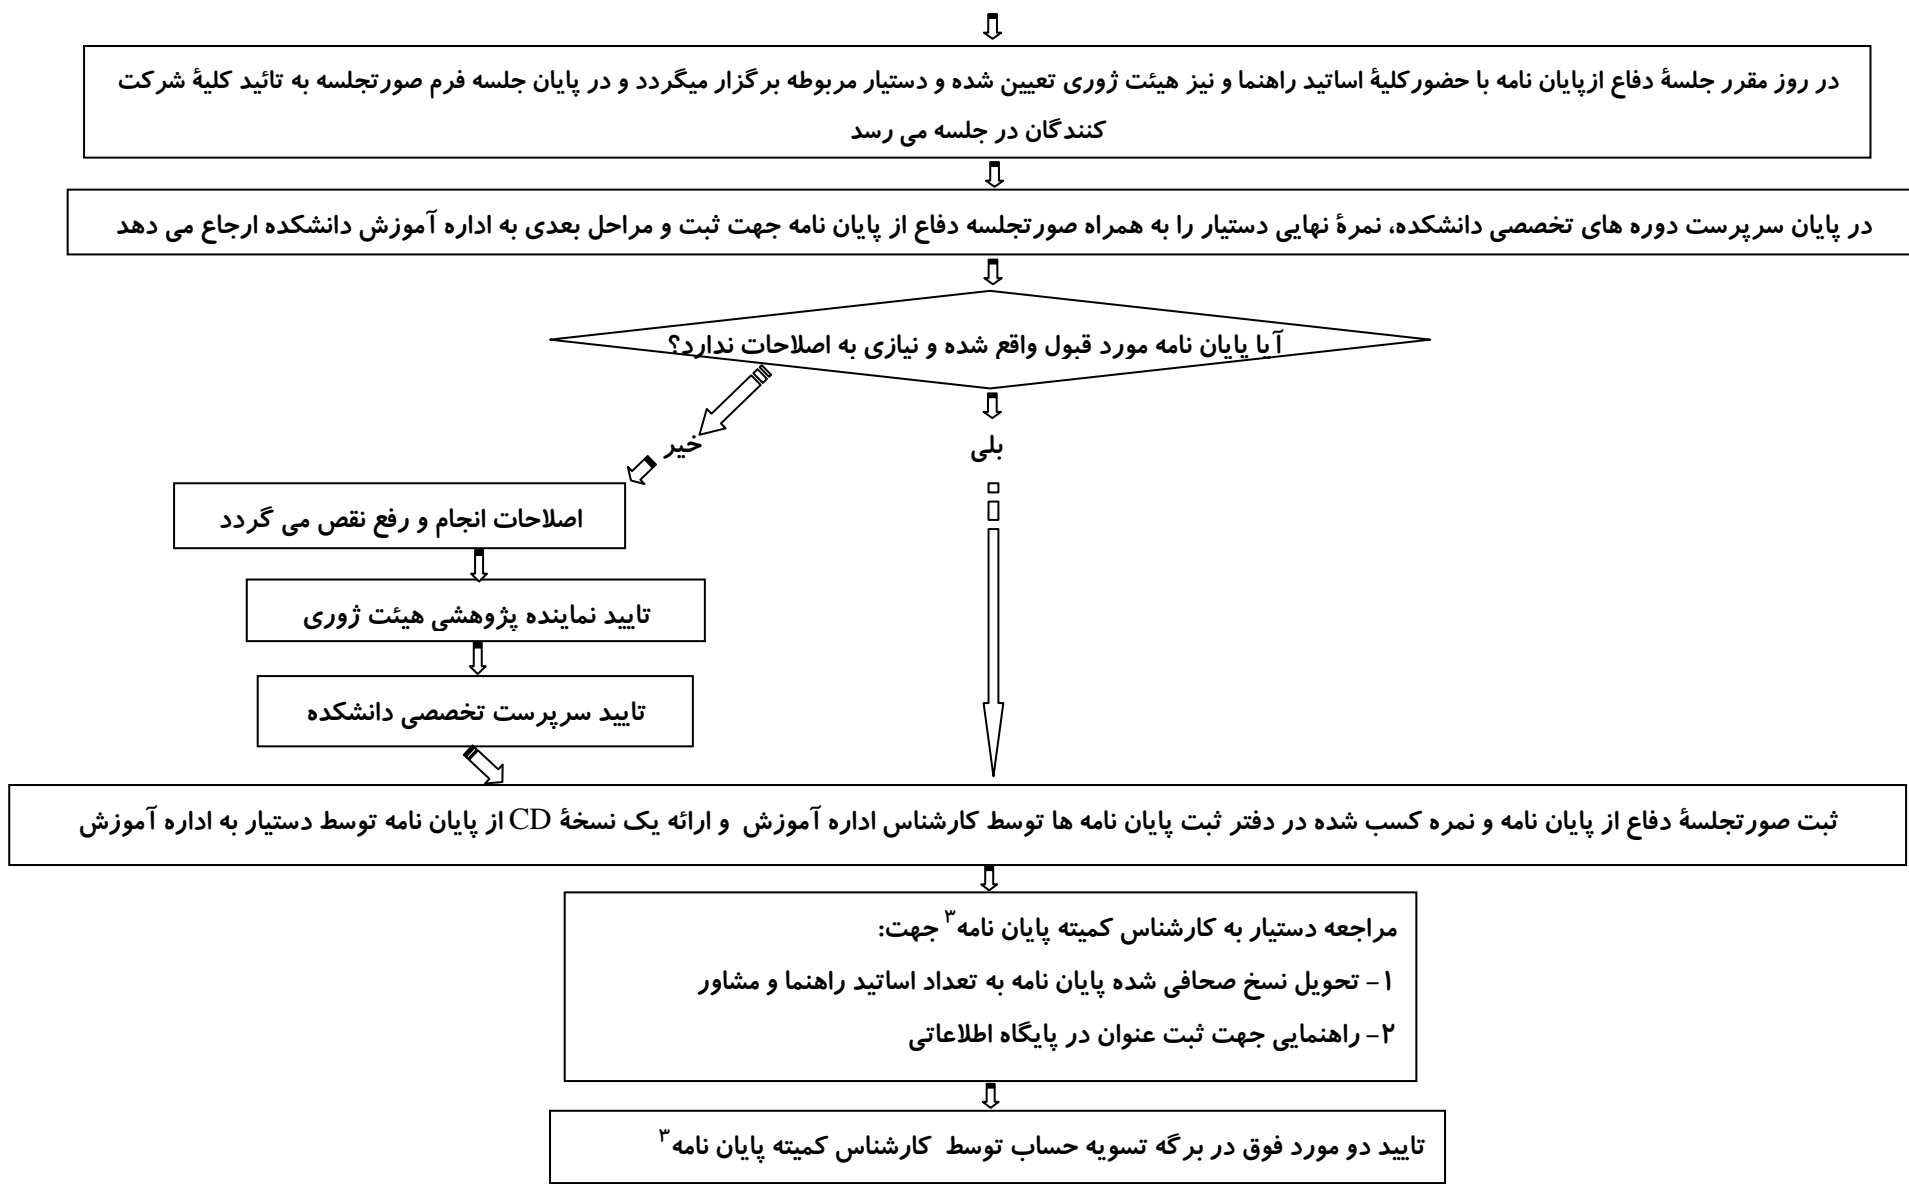 در روز مقرر جلسهٔ دفاع ازپایان نامه با حضورکلیهٔ اساتید راهنما و نیز هیئت ژوری تعیین شده و دستیار مربوطه برگزار میگردد و در پایان جلسه فرم صورتجلسه به تائید کلیهٔ شرکت
کنندگان در جلسه می رسد
در پایان سرپرست دوره های تخصصی دانشکده، نمرهٔ نهایی دستیار را به همراه صورتجلسه دفاع از پایان نامه جهت ثبت و مراحل بعدی به اداره آموزش دانشکده ارجاع می دهد
آیا پایان نامه مورد قبول واقع شده و نیازی به اصلاحات ندارد؟
بلی
خیر
اصلاحات انجام و رفع نقص می گردد
تایید نماینده پژوهشی هیئت ژوری
تایید سرپرست تخصصی دانشکده
ثبت صورتجلسهٔ دفاع از پایان نامه و نمره کسب شده در دفتر ثبت پایان نامه ها توسط کارشناس اداره آموزش و ارائه یک نسخهٔ CD از پایان نامه توسط دستیار به اداره آموزش
مراجعه دستیار به کارشناس کمیته پایان نامه۳ جهت:
۱- تحویل نسخ صحافی شده پایان نامه به تعداد اساتید راهنما و مشاور
۲- راهنمایی جهت ثبت عنوان در پایگاه اطلاعاتی
تایید دو مورد فوق در برگه تسویه حساب توسط کارشناس کمیته پایان نامه۳